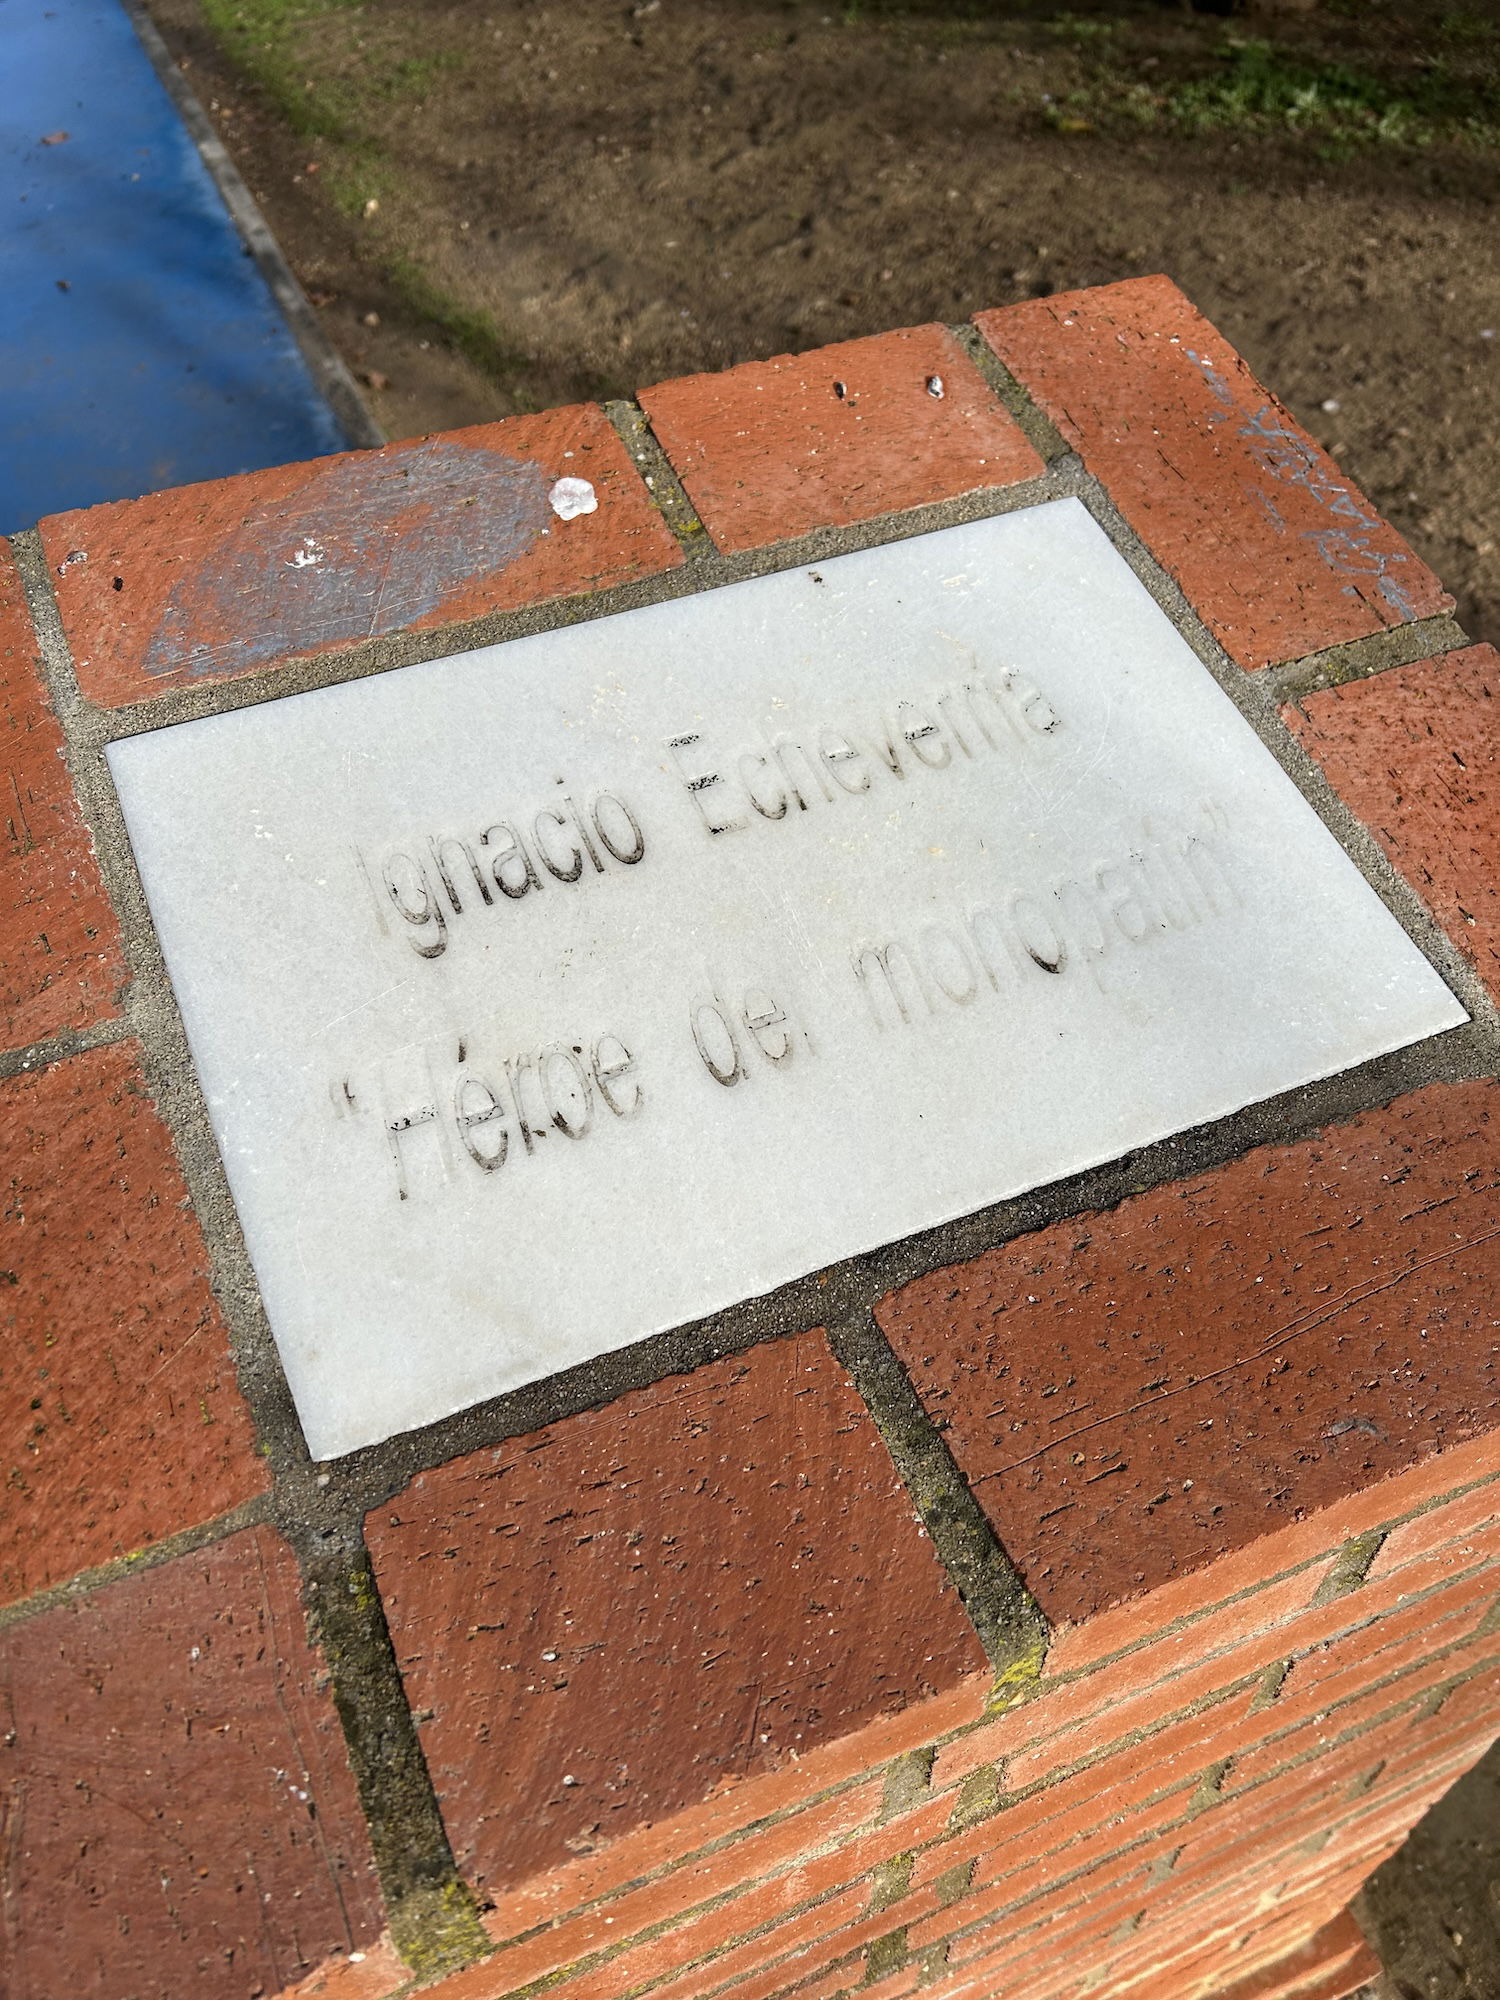 Ignacio Echeverría
“Héroe del monopatín”